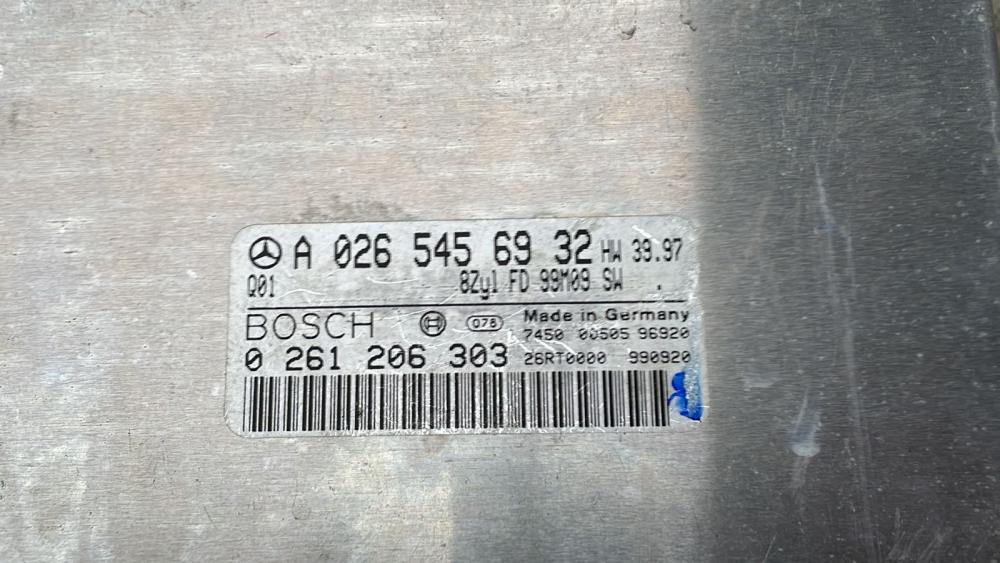 A 026 545 69 32 HW 39.97
Q01 8Zyl FD 99M09 SW .
BOSCH 078 Made in Germany
7450 00505 96920
0 261 206 303 26RT0000 990920